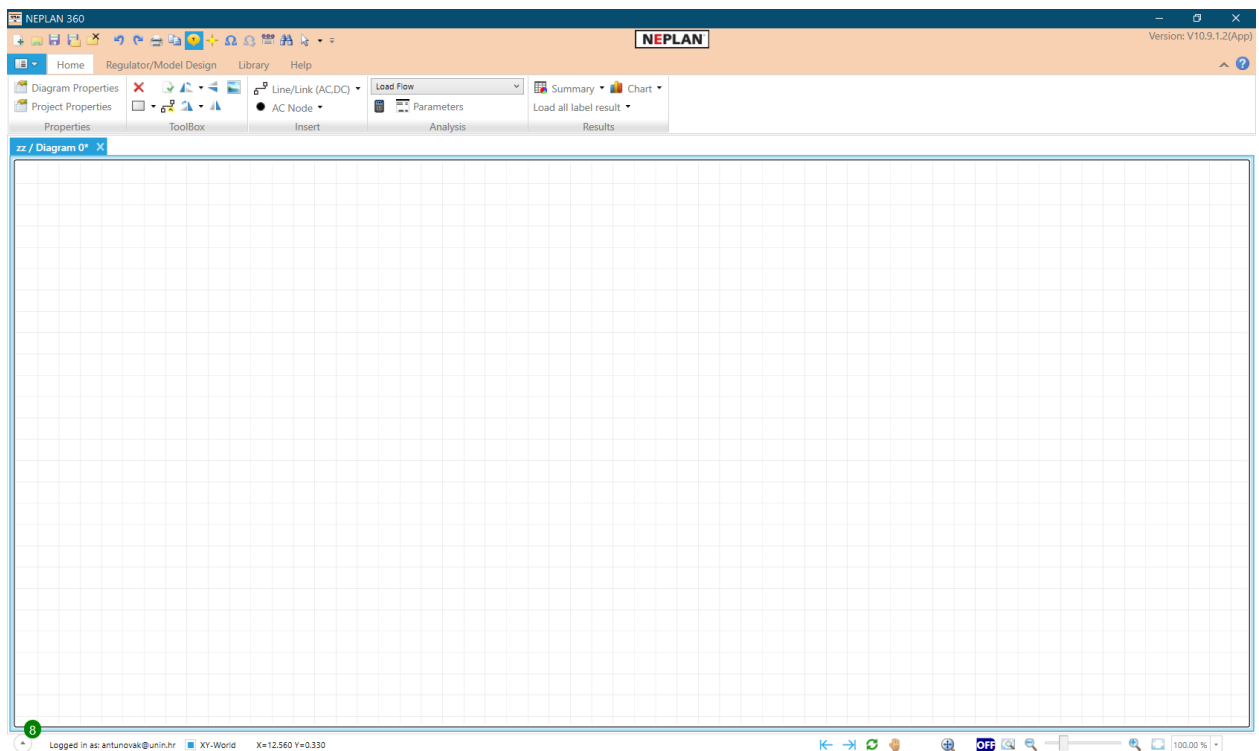 NEPLAN 360
NEPLAN
Version: V10.9.1.2(App)
Home Regulator/Model Design Library Help
Diagram Properties Line/Link (AC,DC) Load Flow Summary Chart
Project Properties AC Node Parameters Load all label result
Properties ToolBox Insert Analysis Results
zz / Diagram 0* X
8
Logged in as: antunovak@unin.hr XY-World X=12.560 Y=0.330 OFF 100.00 %